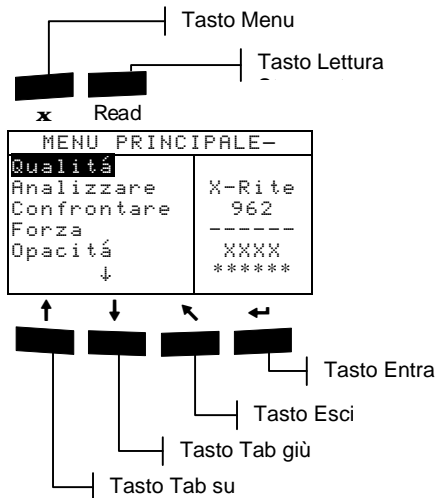 Tasto Menu
Tasto Lettura
x Read
MENU PRINCIPALE—
Qualitá
Analizzare X-Rite
Confrontare 962
Forza ------
Opacitá XXXX
↓ ******
↑ ↓ ↖ ↵
Tasto Entra
Tasto Esci
Tasto Tab giù
Tasto Tab su